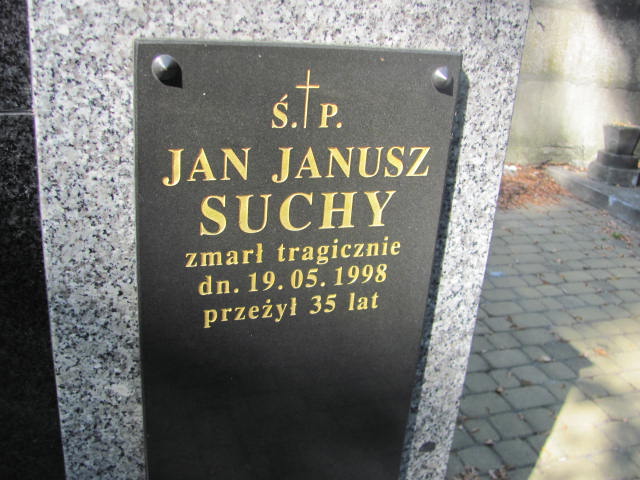 Ś. P.
JAN JANUSZ
SUCHY
zmarł tragicznie
dn. 19. 05. 1998
przeżył 35 lat